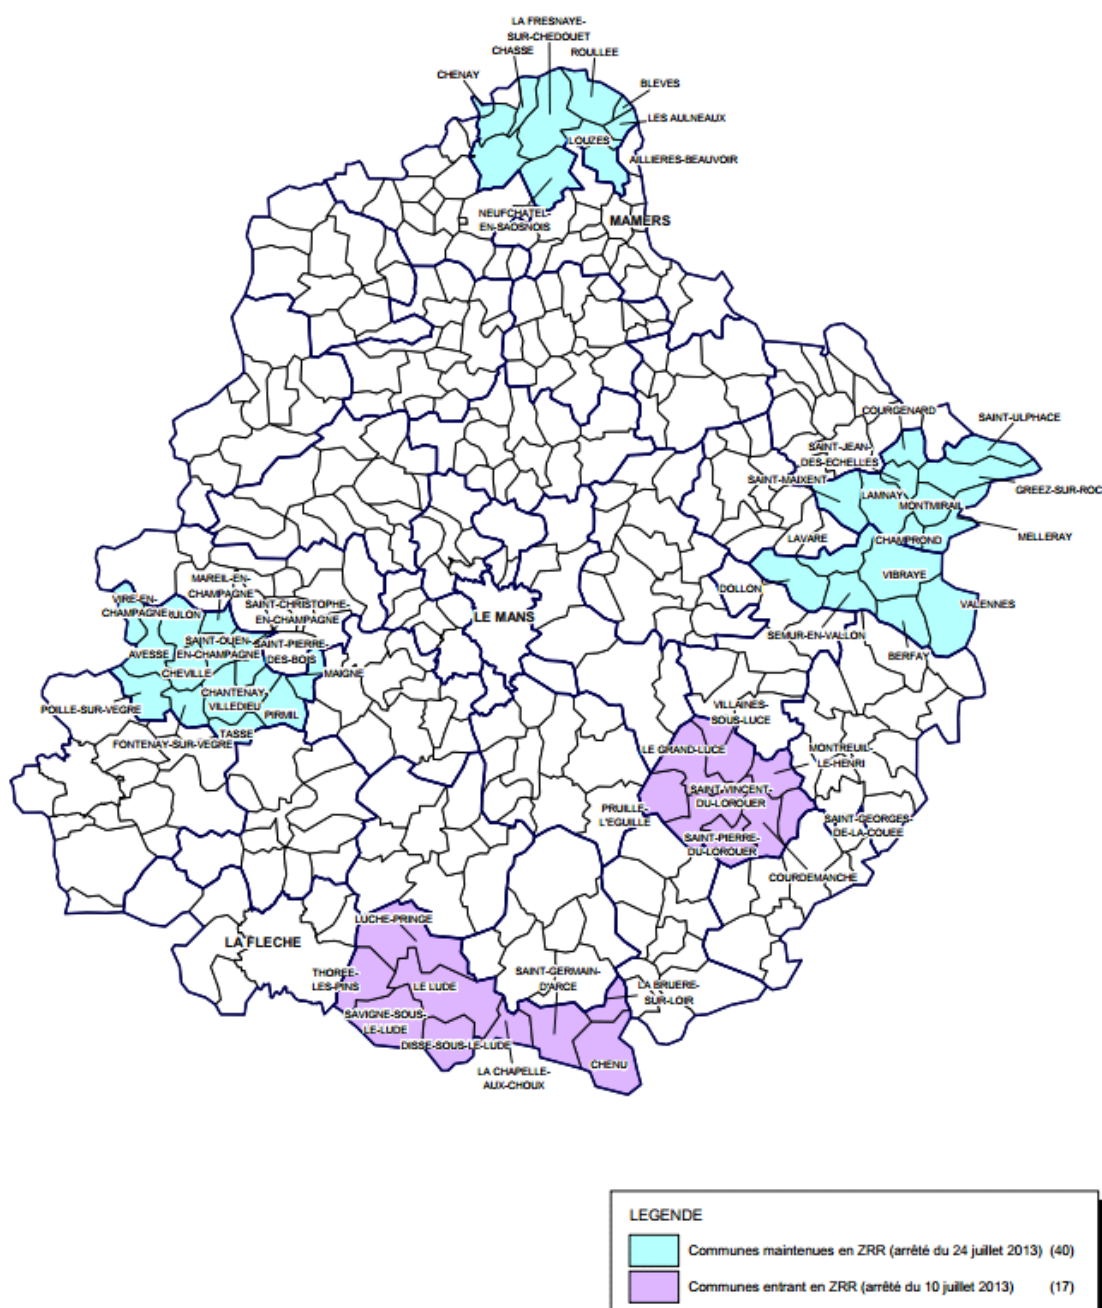 LA FRESNAYE-
SUR-CHEDOUET
CHASSE
ROULLEE
CHENAY
BLEVES
LES AULNEAUX
LOUZES
AILLIERES-BEAUVOIR
NEUFCHATEL-
EN-SAOSNOIS
MAMERS
COURGENARD
SAINT-ULPHACE
SAINT-JEAN-
DES-ECHELLES
SAINT-MAIXENT
LAMNAY
GREEZ-SUR-ROC
MONTMIRAIL
MELLERAY
LAVARE
CHAMPROND
VIBRAYE
DOLLON
VALENNES
SEMUR-EN-VALLON
BERFAY
MAREIL-EN-
CHAMPAGNE
VIRE-EN-
CHAMPAGNE
ULON
SAINT-CHRISTOPHE-
EN-CHAMPAGNE
LE MANS
SAINT-OUEN-
EN-CHAMPAGNE
SAINT-PIERRE-
DES-BOIS
AVESSE
CHEVILLE
MAIGNE
CHANTENAY-
VILLEDIEU
POILLE-SUR-VEGRE
PIRMIL
TASSE
FONTENAY-SUR-VEGRE
VILLAINES-
SOUS-LUCE
LE GRAND-LUCE
MONTREUIL-
LE-HENRI
SAINT-VINCENT-
DU-LOROUER
PRUILLE-
L'EGUILLE
SAINT-GEORGES-
DE-LA-COUEE
SAINT-PIERRE-
DU-LOROUER
COURDEMANCHE
LUCHE-PRINGE
LA FLECHE
THOREE-
LES-PINS
LE LUDE
SAINT-GERMAIN-
D'ARCE
LA BRUERE-
SUR-LOIR
SAVIGNE-SOUS-
LE-LUDE
DISSE-SOUS-LE-LUDE
CHENU
LA CHAPELLE-
AUX-CHOUX
LEGENDE
Communes maintenues en ZRR (arrêté du 24 juillet 2013) (40)
Communes entrant en ZRR (arrêté du 10 juillet 2013) (17)